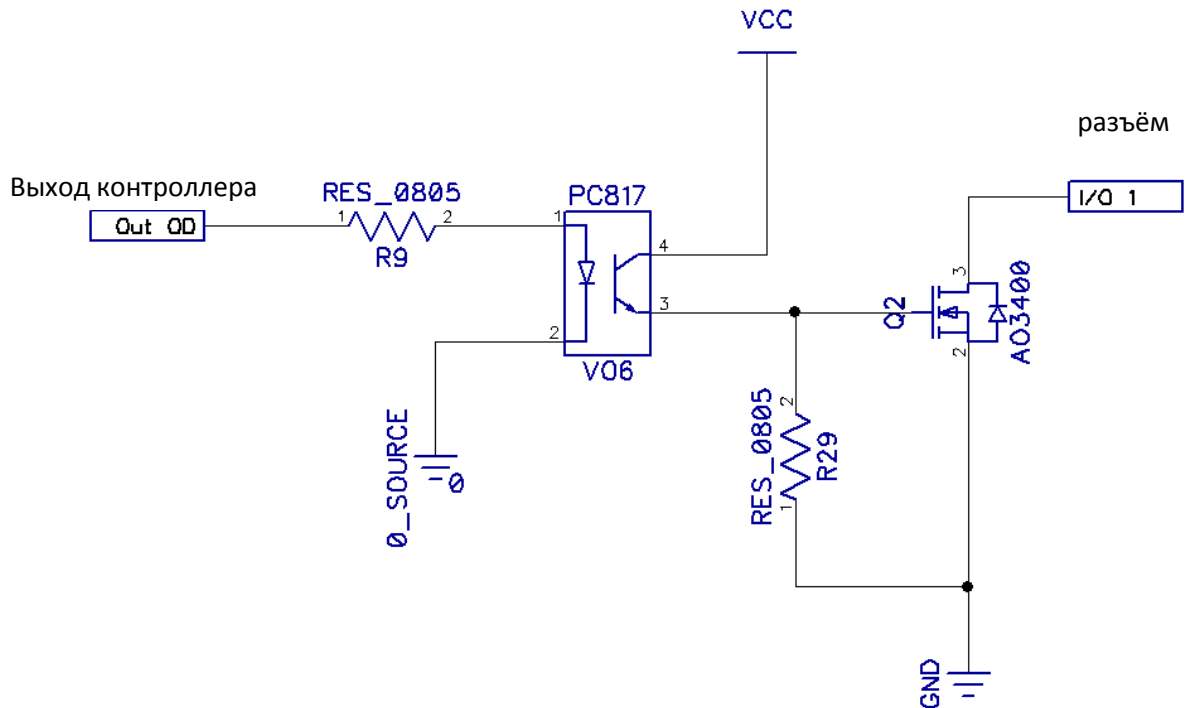 VCC
разъём
Выход контроллера
RES_0805
PC817
I/O 1
Out OD
1
2
1
4
R9
3
3
Q2
AO3400
2
2
VO6
RES_0805
2
R29
1
0_SOURCE
0
GND